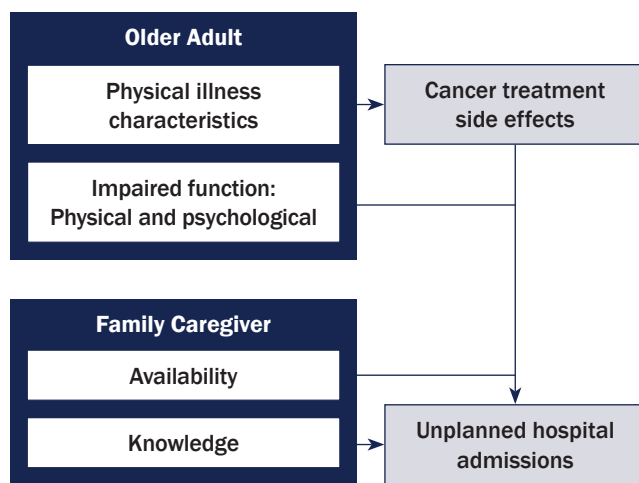 Older Adult
Physical illness
characteristics
Cancer treatment
side effects
Impaired function:
Physical and psychological
Family Caregiver
Availability
Knowledge
Unplanned hospital
admissions